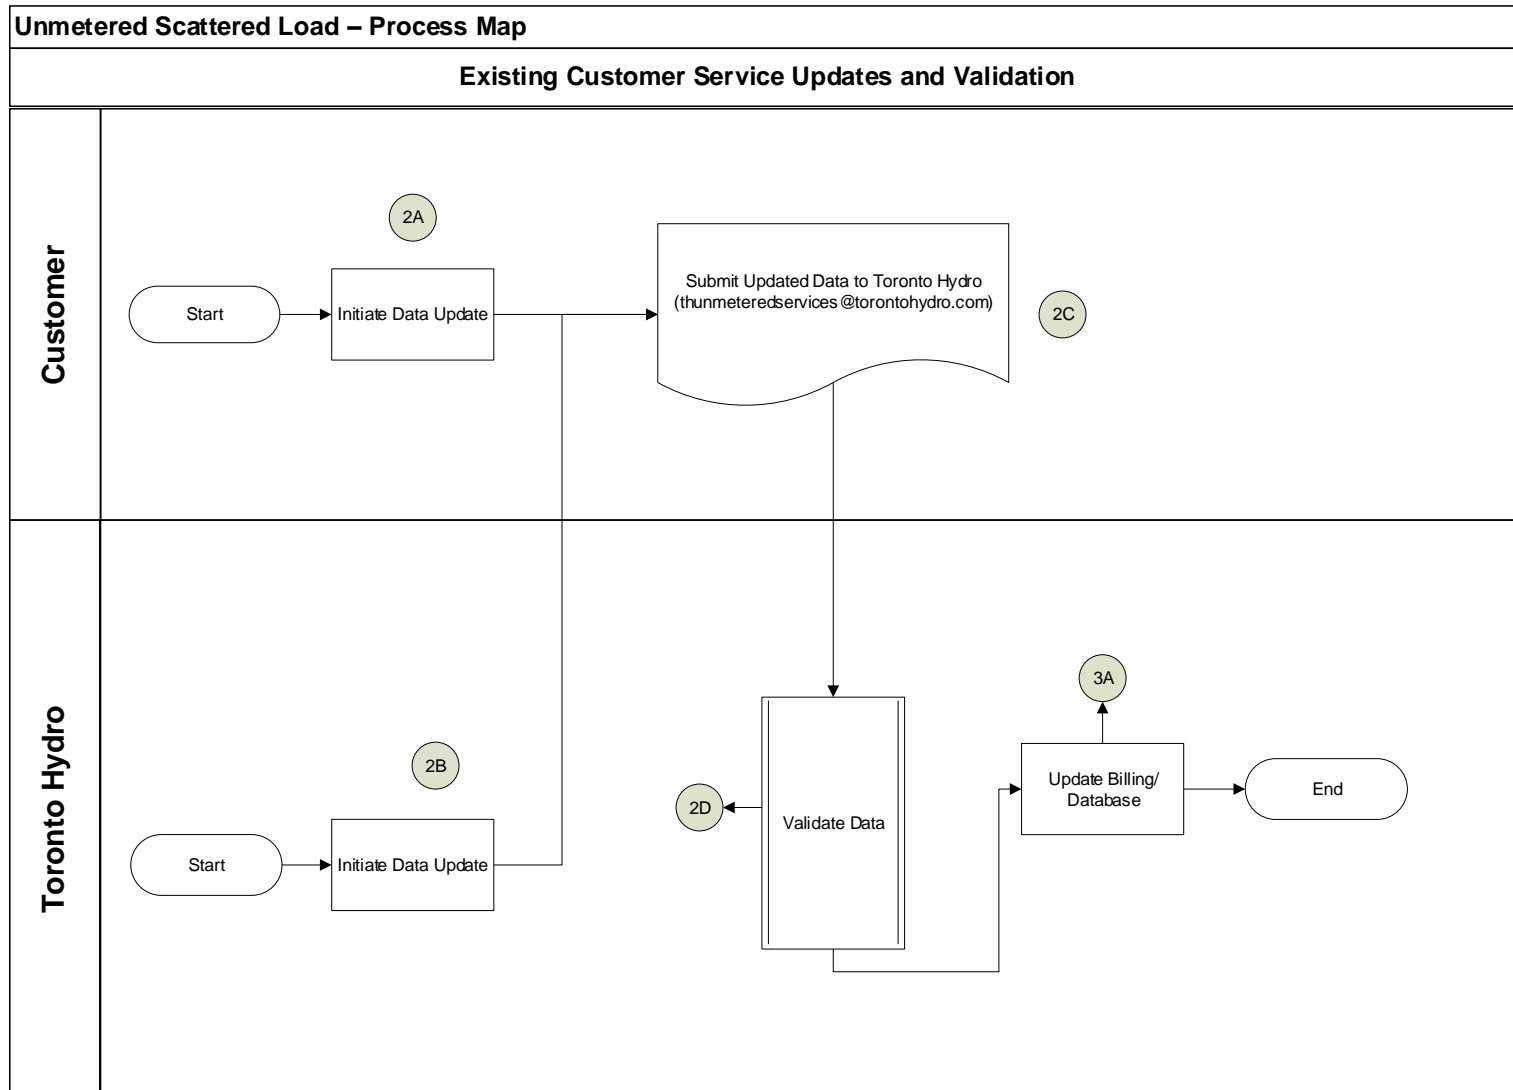 Unmetered Scattered Load – Process Map
Existing Customer Service Updates and Validation
Customer
2A
Start
Initiate Data Update
Submit Updated Data to Toronto Hydro
(thunmeteredservices@torontohydro.com)
2C
Toronto Hydro
2B
Start
Initiate Data Update
2D
Validate Data
3A
Update Billing/
Database
End